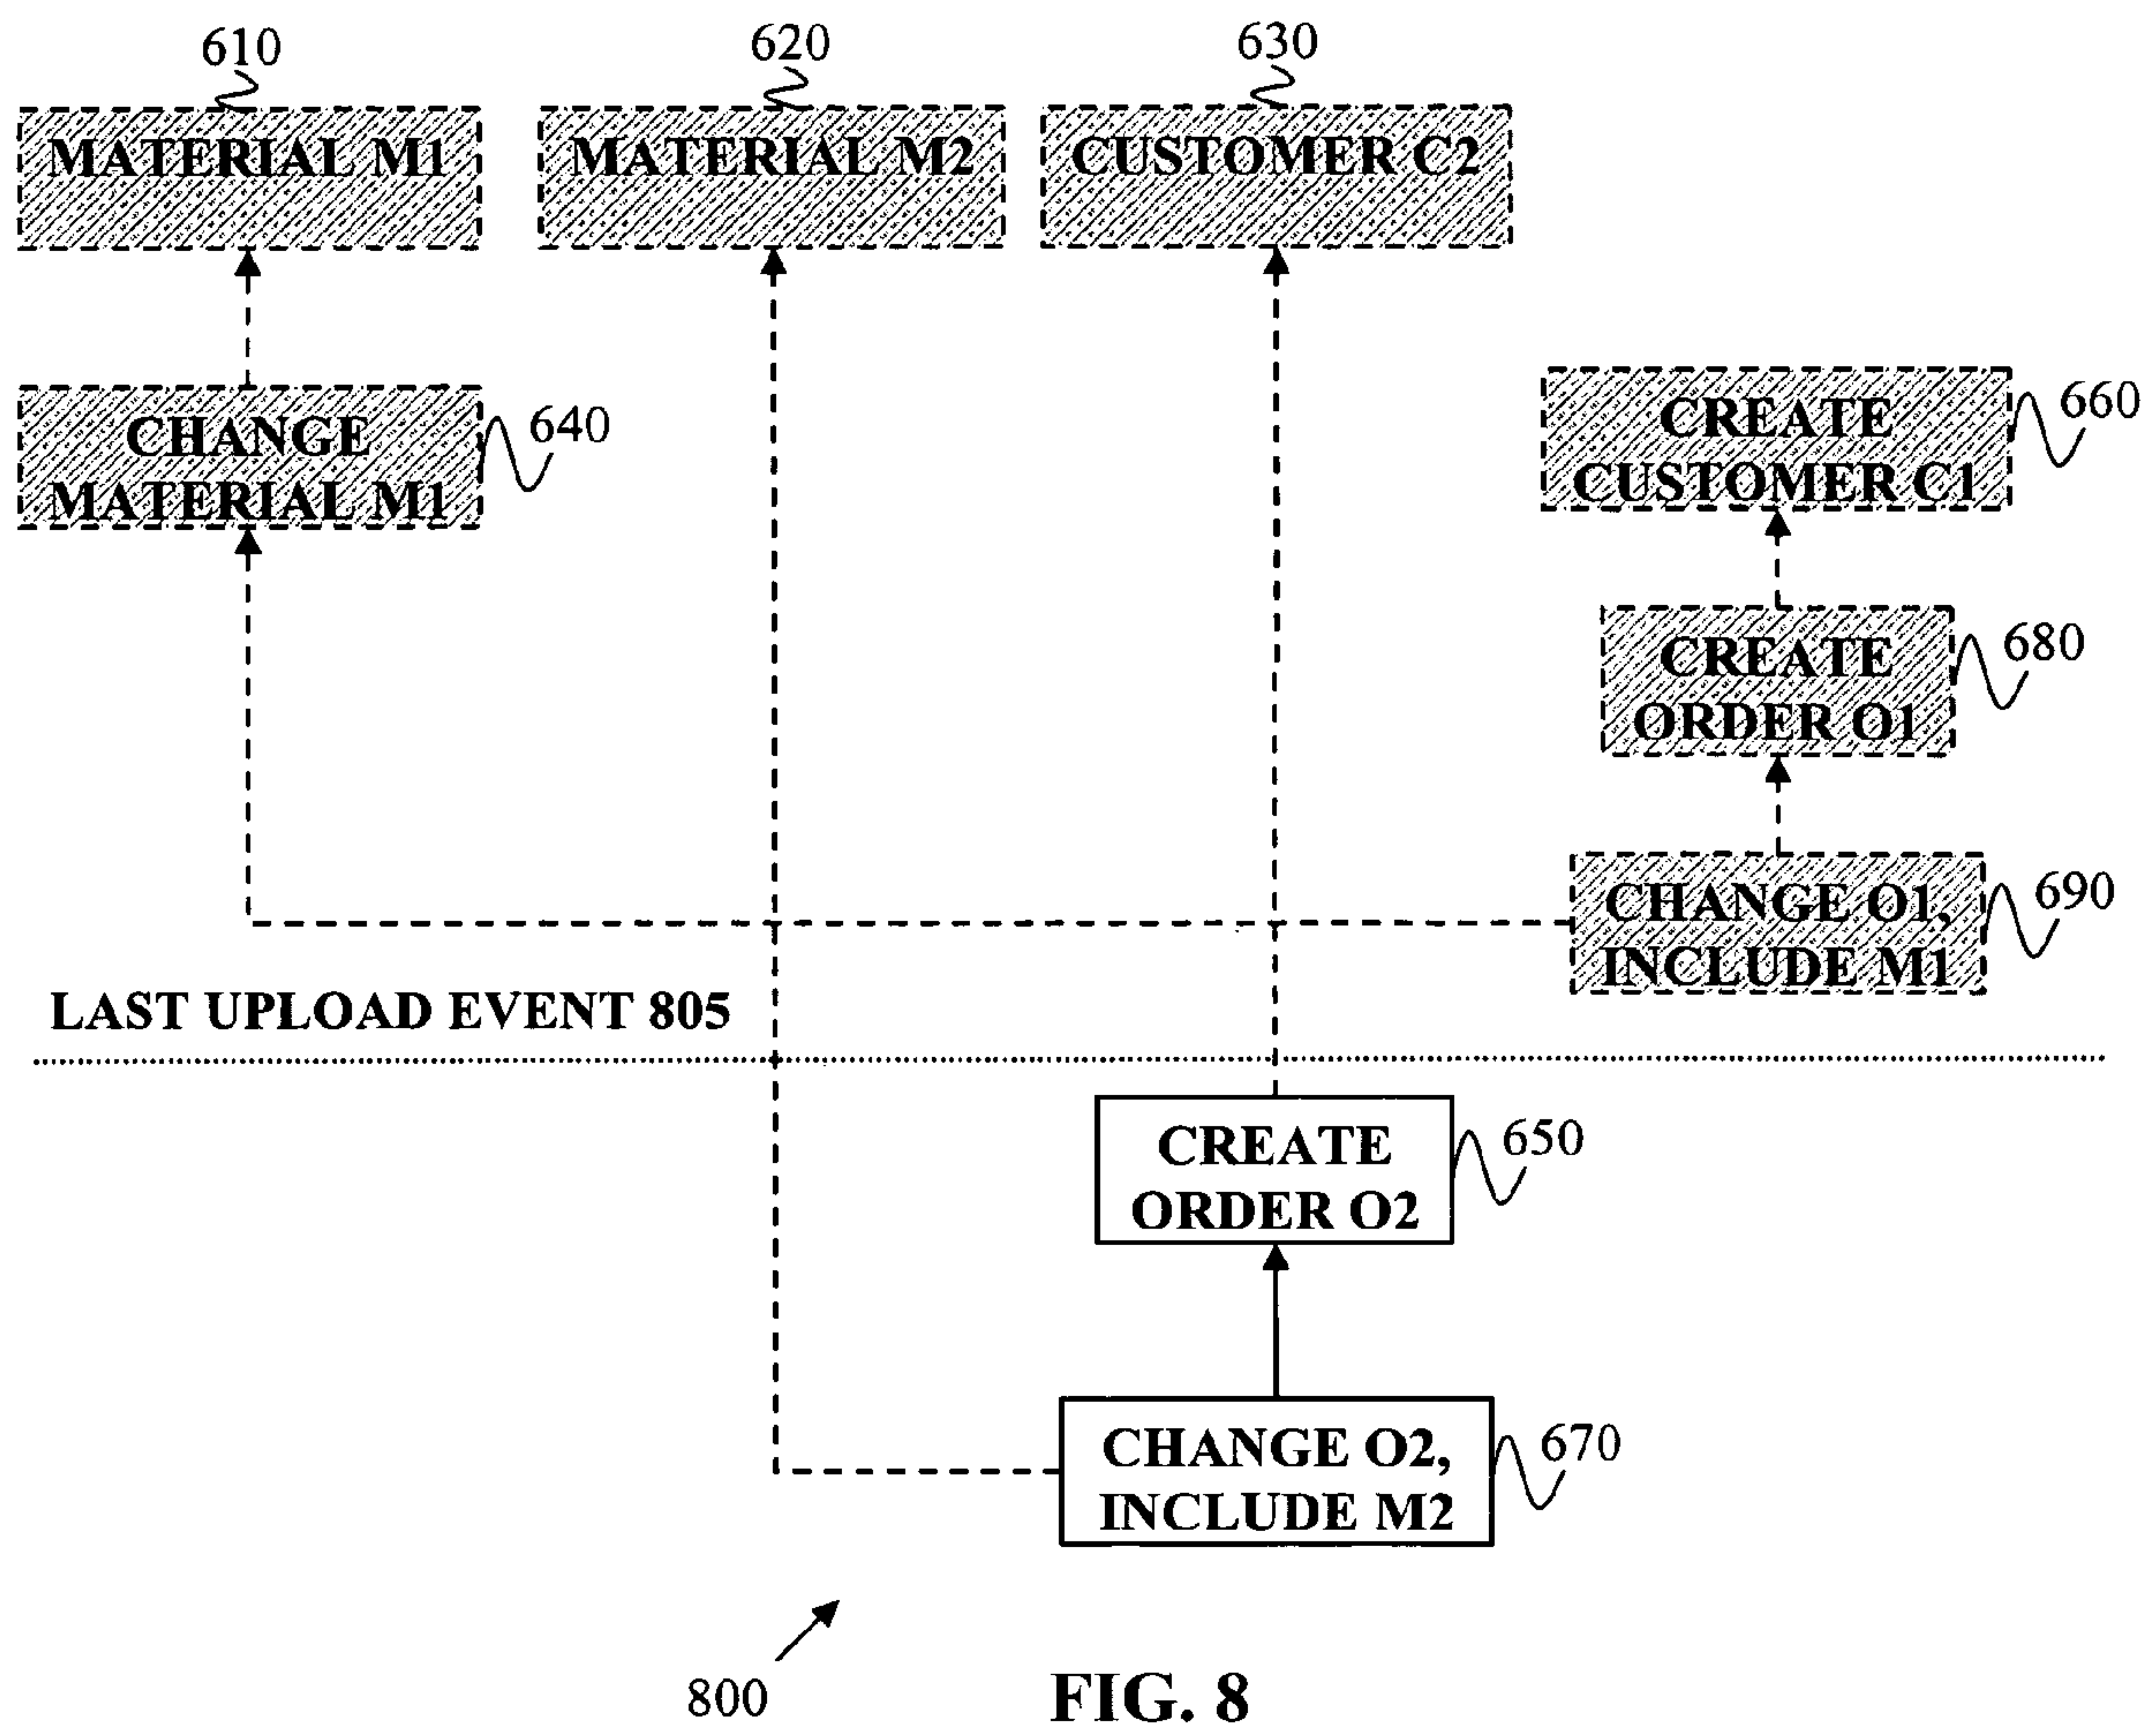 610
620
630
MATERIAL M1
MATERIAL M2
CUSTOMER C2
CHANGE
MATERIAL M1
640
CREATE
CUSTOMER C1
660
CREATE
ORDER O1
680
CHANGE O1,
INCLUDE M1
690
LAST UPLOAD EVENT 805
CREATE
ORDER O2
650
CHANGE O2,
INCLUDE M2
670
800
FIG. 8